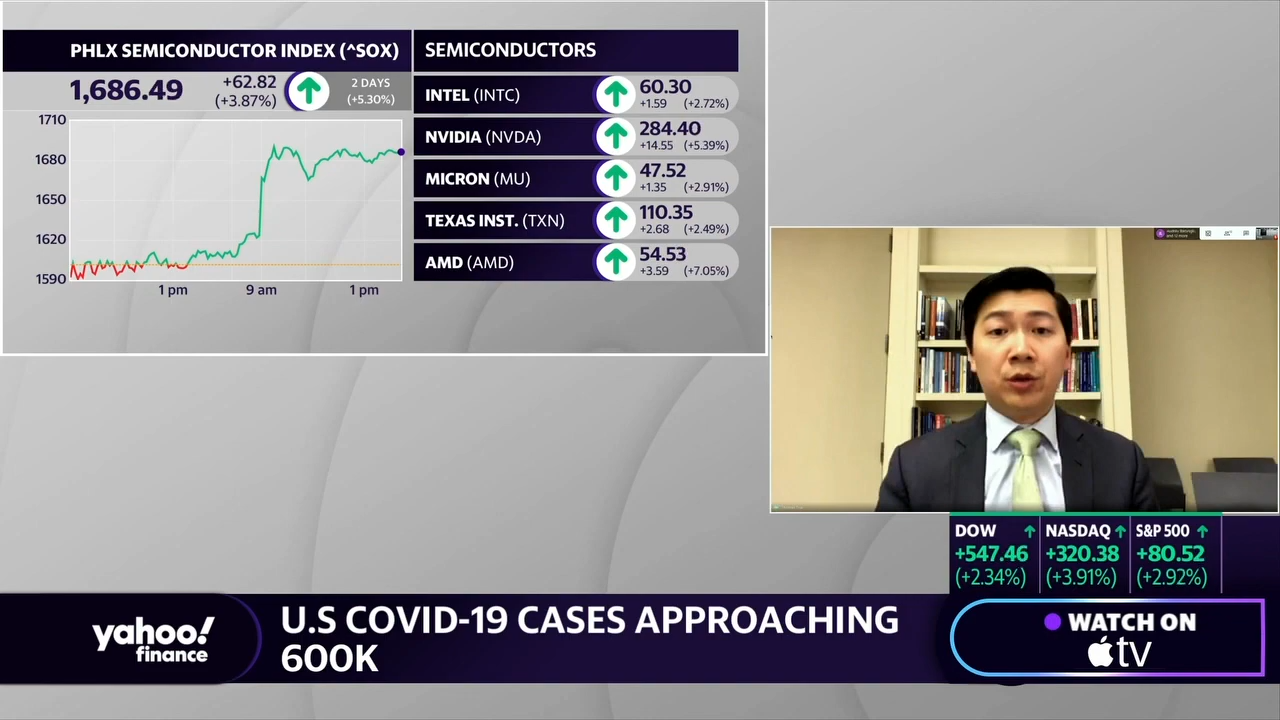 PHLX SEMICONDUCTOR INDEX (^SOX)
1,686.49
+62.82
(+3.87%)
2 DAYS
(+5.30%)
1710
1680
1650
1620
1590
1 pm
9 am
1 pm
SEMICONDUCTORS
INTEL (INTC)
60.30
+1.59 (+2.72%)
NVIDIA (NVDA)
284.40
+14.55 (+5.39%)
MICRON (MU)
47.52
+1.35 (+2.91%)
TEXAS INST. (TXN)
110.35
+2.68 (+2.49%)
AMD (AMD)
54.53
+3.59 (+7.05%)
DOW
+547.46
(+2.34%)
NASDAQ
+320.38
(+3.91%)
S&P 500
+80.52
(+2.92%)
yahoo!
finance
U.S COVID-19 CASES APPROACHING
600K
WATCH ON
tv